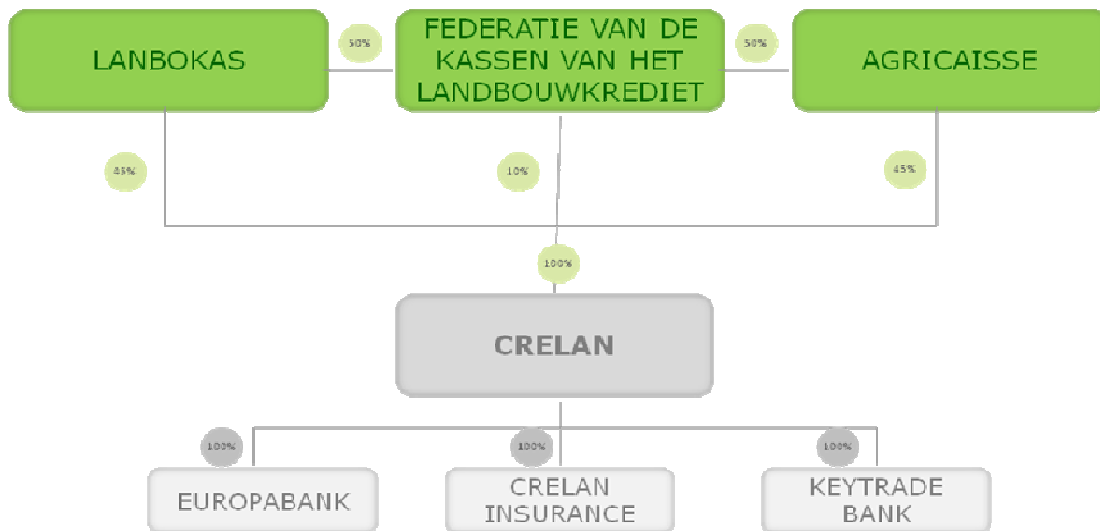 LANBOKAS
50%
FEDERATIE VAN DE
KASSEN VAN HET
LANDBOUWKREDIET
50%
AGRICAISSE
45%
10%
45%
100%
CRELAN
100%
100%
100%
EUROPABANK
CRELAN
INSURANCE
KEYTRADE
BANK